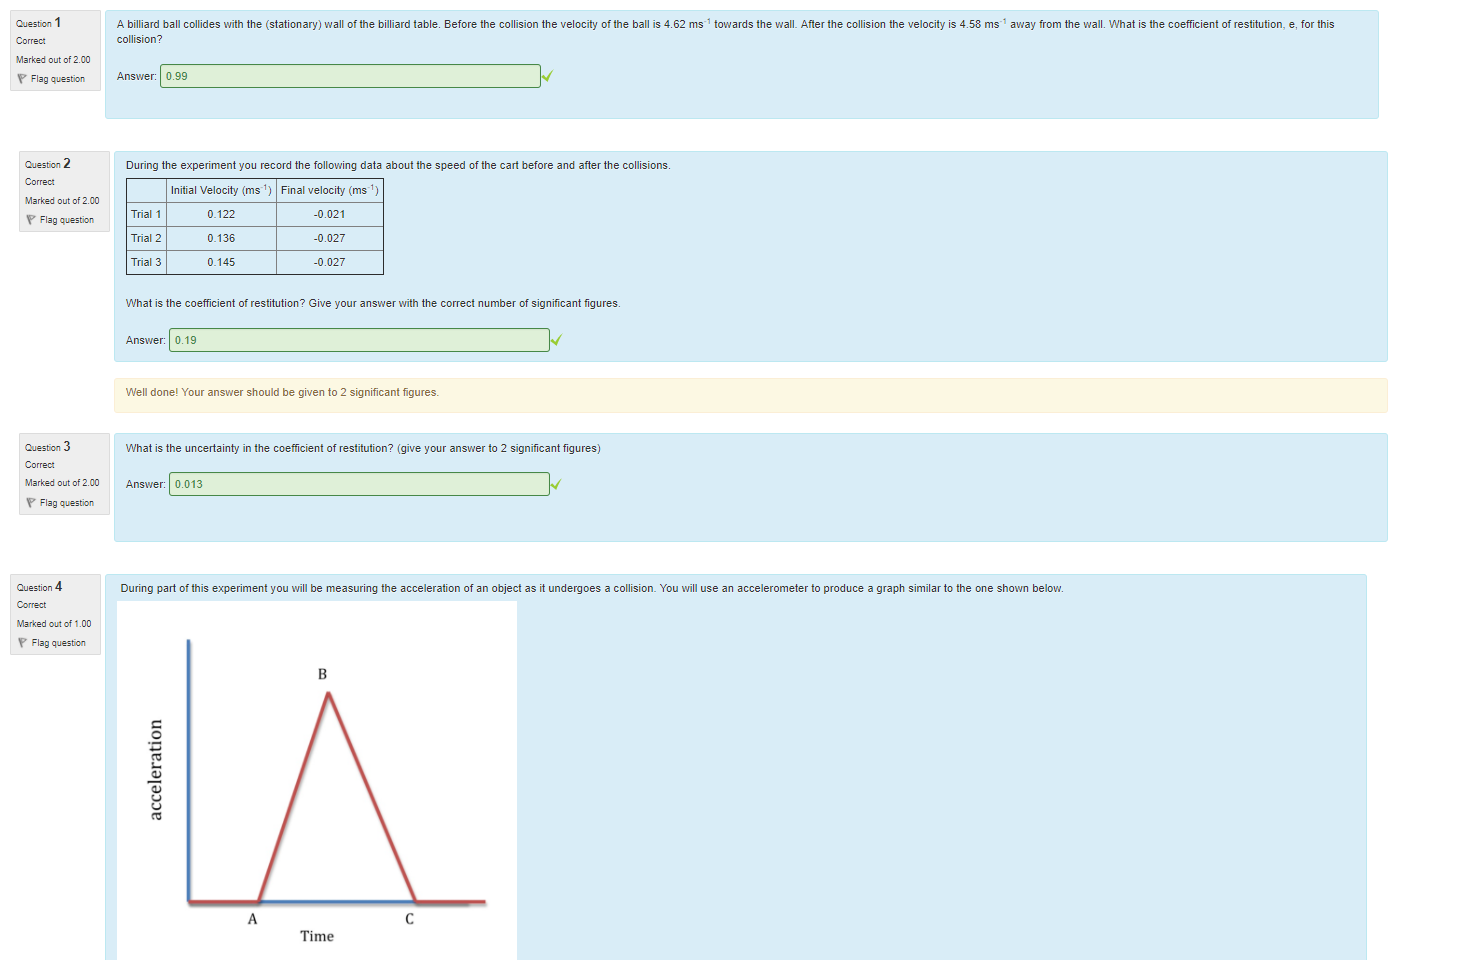 Question 1
Correct
Marked out of 2.00
Flag question
A billiard ball collides with the (stationary) wall of the billiard table. Before the collision the velocity of the ball is 4.62 ms-1 towards the wall. After the collision the velocity is 4.58 ms-1 away from the wall. What is the coefficient of restitution, e, for this
collision?
Answer: 0.99
Question 2
Correct
Marked out of 2.00
Flag question
During the experiment you record the following data about the speed of the cart before and after the collisions.
Initial Velocity (ms-1) Final velocity (ms-1)
Trial 1 0.122 -0.021
Trial 2 0.136 -0.027
Trial 3 0.145 -0.027
What is the coefficient of restitution? Give your answer with the correct number of significant figures.
Answer: 0.19
Well done! Your answer should be given to 2 significant figures.
Question 3
Correct
Marked out of 2.00
Flag question
What is the uncertainty in the coefficient of restitution? (give your answer to 2 significant figures)
Answer: 0.013
Question 4
Correct
Marked out of 1.00
Flag question
During part of this experiment you will be measuring the acceleration of an object as it undergoes a collision. You will use an accelerometer to produce a graph similar to the one shown below.
B
acceleration
A C
Time